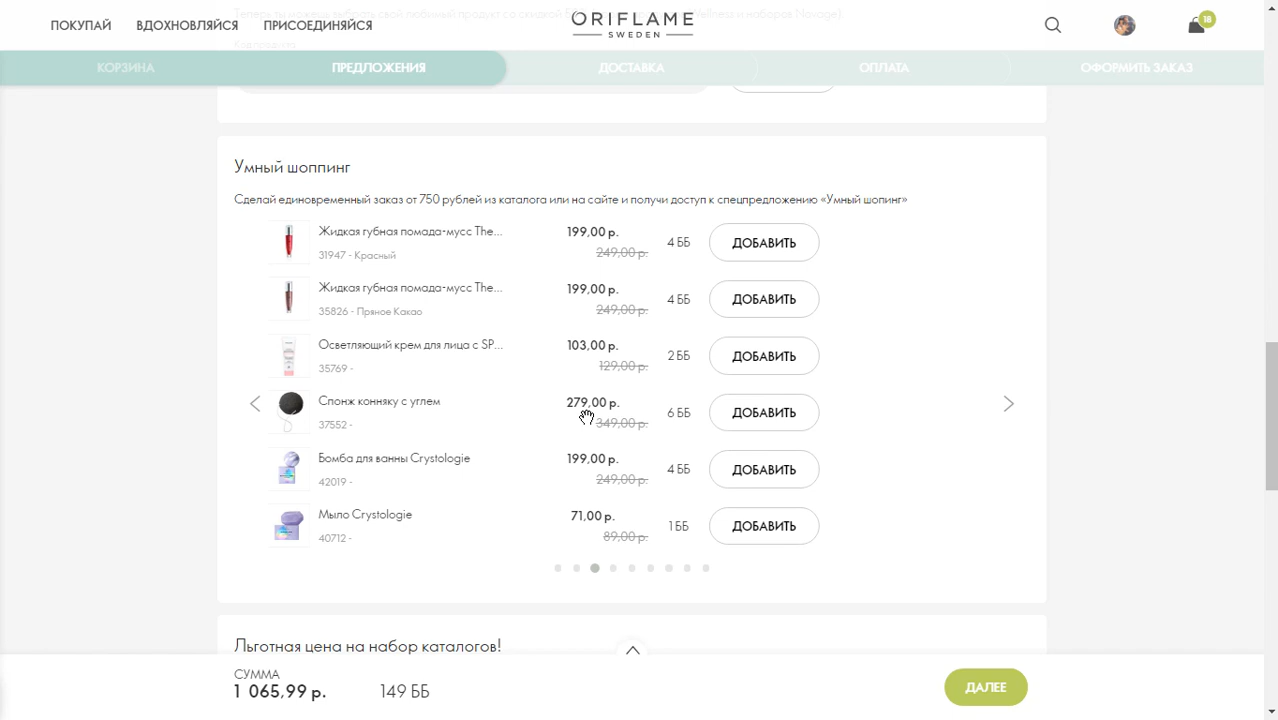 ПОКУПАЙ ВДОХНОВЛЯЙСЯ ПРИСОЕДИНЯЙСЯ
ORIFLAME
SWEDEN
18
КОРЗИНА ПРЕДЛОЖЕНИЯ ДОСТАВКА ОПЛАТА ОФОРМИТЬ ЗАКАЗ
Умный шоппинг
Сделай единовременный заказ от 750 рублей из каталога или на сайте и получи доступ к спецпредложению «Умный шопинг»
Жидкая губная помада-мусс The... 199,00 р.
31947 - Красный 249,00 р. 4 ББ ДОБАВИТЬ
Жидкая губная помада-мусс The... 199,00 р.
35826 - Пряное Какао 249,00 р. 4 ББ ДОБАВИТЬ
Осветляющий крем для лица с SP... 103,00 р.
35769 - 129,00 р. 2 ББ ДОБАВИТЬ
Спонж конняку с углем 279,00 р.
37552 - 349,00 р. 6 ББ ДОБАВИТЬ
Бомба для ванны Crystologie 199,00 р.
42019 - 249,00 р. 4 ББ ДОБАВИТЬ
Мыло Crystologie 71,00 р.
40712 - 89,00 р. 1 ББ ДОБАВИТЬ
Льготная цена на набор каталогов!
СУММА
1 065,99 р. 149 ББ ДАЛЕЕ